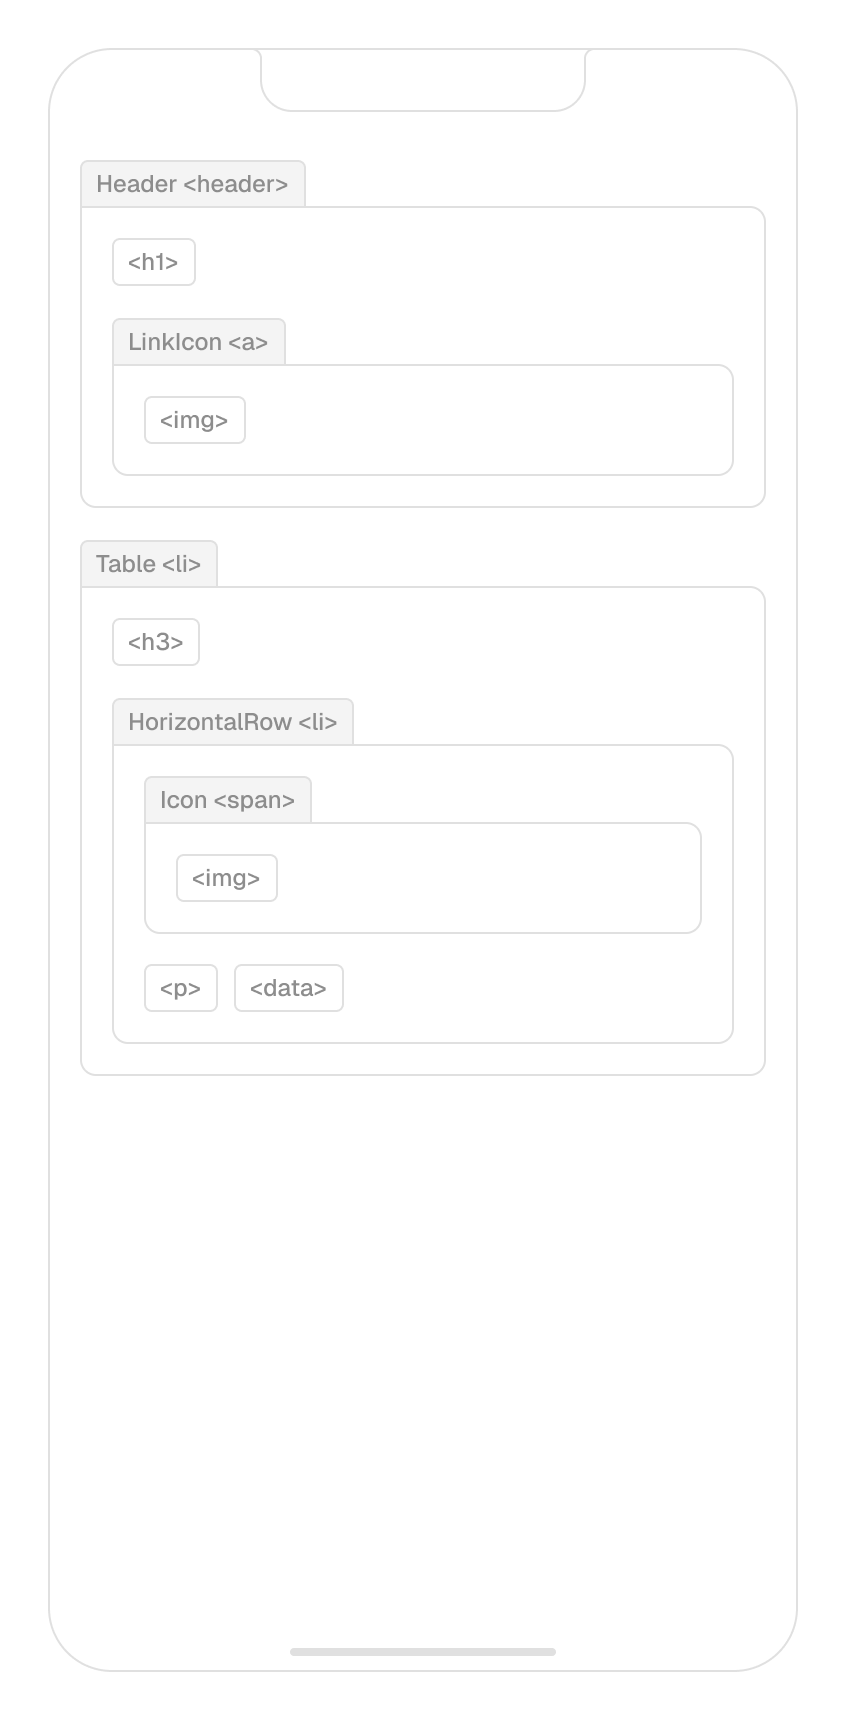 Header <header>
<h1>
LinkIcon <a>
<img>
Table <li>
<h3>
HorizontalRow <li>
Icon <span>
<img>
<p> <data>